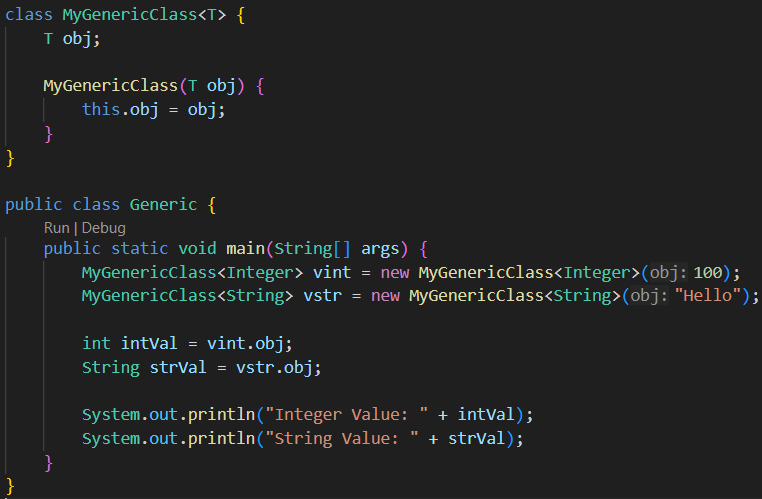 class MyGenericClass<T> {
    T obj;

    MyGenericClass(T obj) {
        this.obj = obj;
    }
}

public class Generic {
    Run | Debug
    public static void main(String[] args) {
        MyGenericClass<Integer> vint = new MyGenericClass<Integer>(obj: 100);
        MyGenericClass<String> vstr = new MyGenericClass<String>(obj: "Hello");

        int intVal = vint.obj;
        String strVal = vstr.obj;

        System.out.println("Integer Value: " + intVal);
        System.out.println("String Value: " + strVal);
    }
}